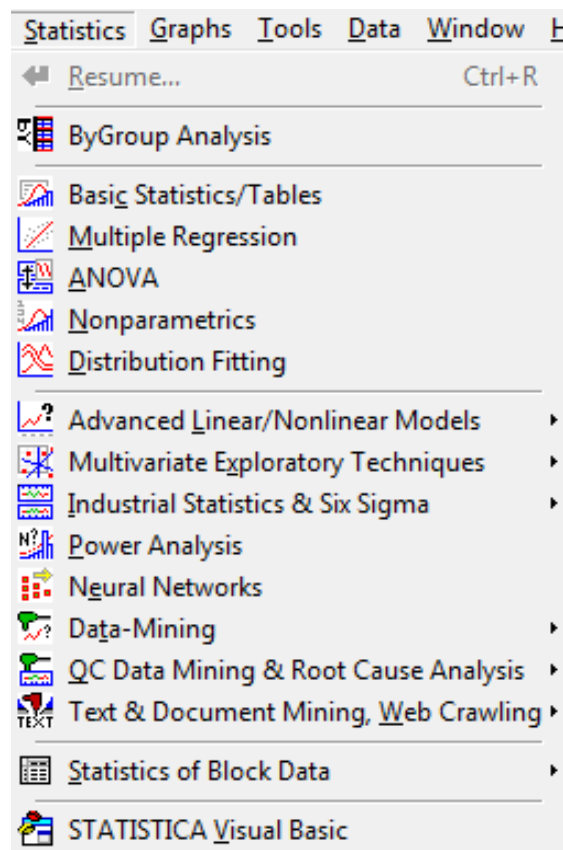 Statistics Graphs Tools Data Window
Resume... Ctrl+R
ByGroup Analysis
Basic Statistics/Tables
Multiple Regression
ANOVA
Nonparametrics
Distribution Fitting
Advanced Linear/Nonlinear Models
Multivariate Exploratory Techniques
Industrial Statistics & Six Sigma
Power Analysis
Neural Networks
Data-Mining
QC Data Mining & Root Cause Analysis
Text & Document Mining, Web Crawling
Statistics of Block Data
STATISTICA Visual Basic